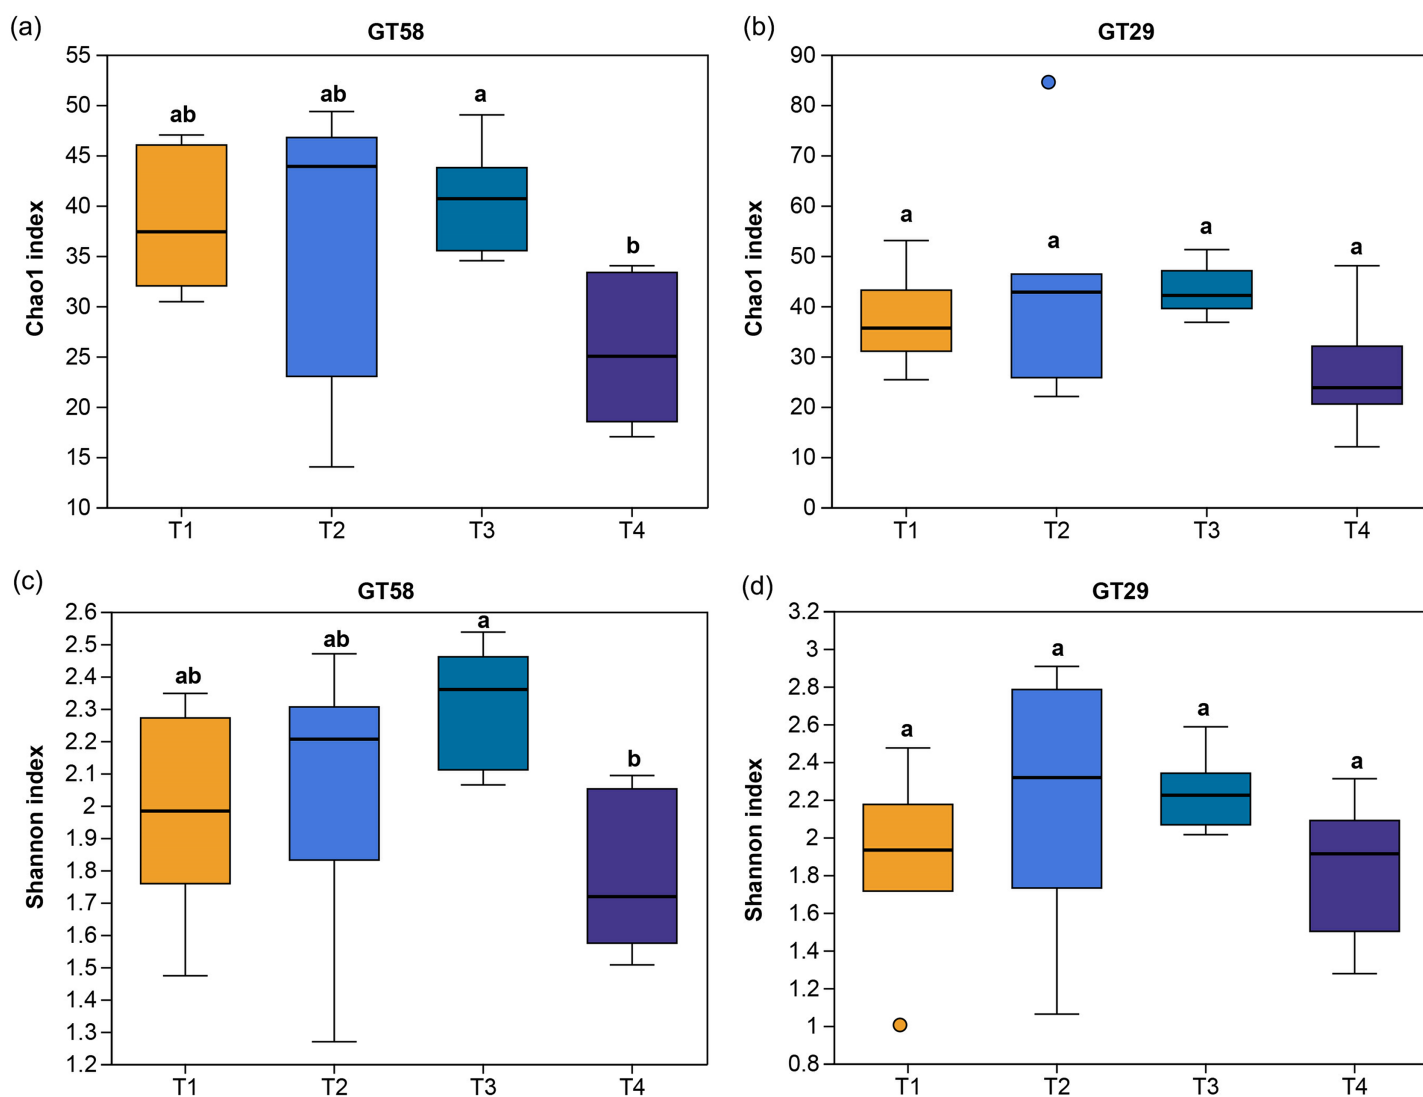 (a)
GT58
55
50
45
40
35
30
25
20
15
10
Chao1 index
ab
ab
a
b
T1
T2
T3
T4
(b)
GT29
90
80
70
60
50
40
30
20
10
0
Chao1 index
a
a
a
a
T1
T2
T3
T4
(c)
GT58
2.6
2.5
2.4
2.3
2.2
2.1
2
1.9
1.8
1.7
1.6
1.5
1.4
1.3
1.2
Shannon index
ab
ab
a
b
T1
T2
T3
T4
(d)
GT29
3.2
3
2.8
2.6
2.4
2.2
2
1.8
1.6
1.4
1.2
1
0.8
Shannon index
a
a
a
a
T1
T2
T3
T4